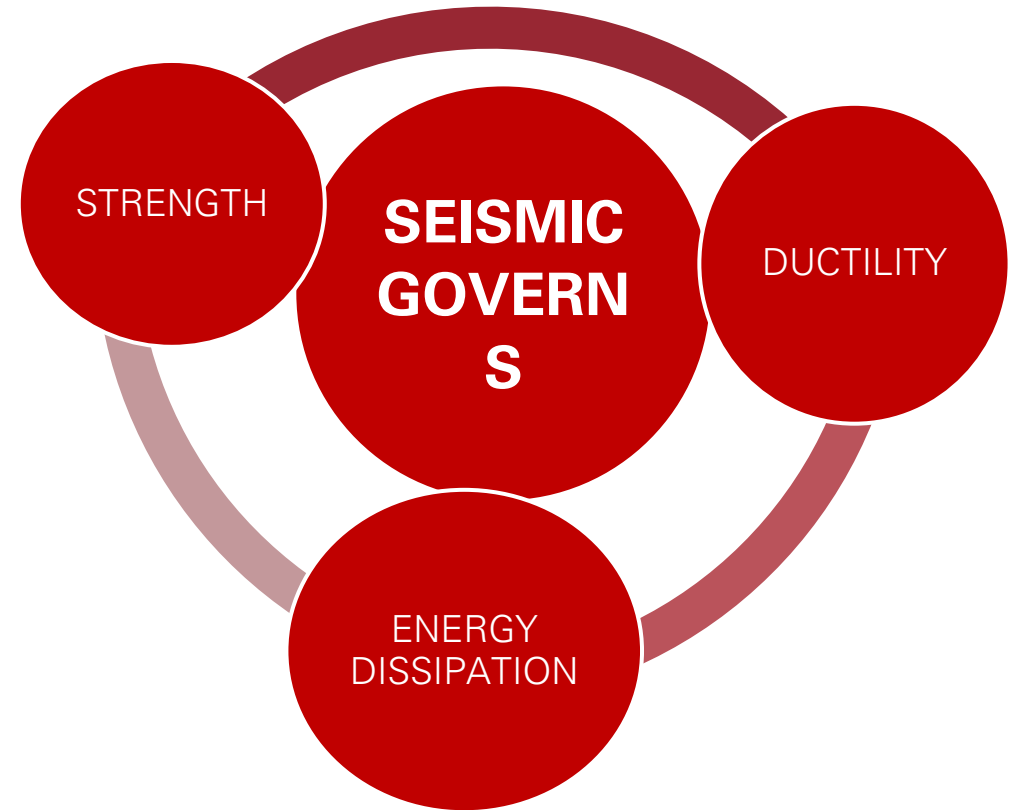 STRENGTH
SEISMIC
GOVERN
S
DUCTILITY
ENERGY
DISSIPATION